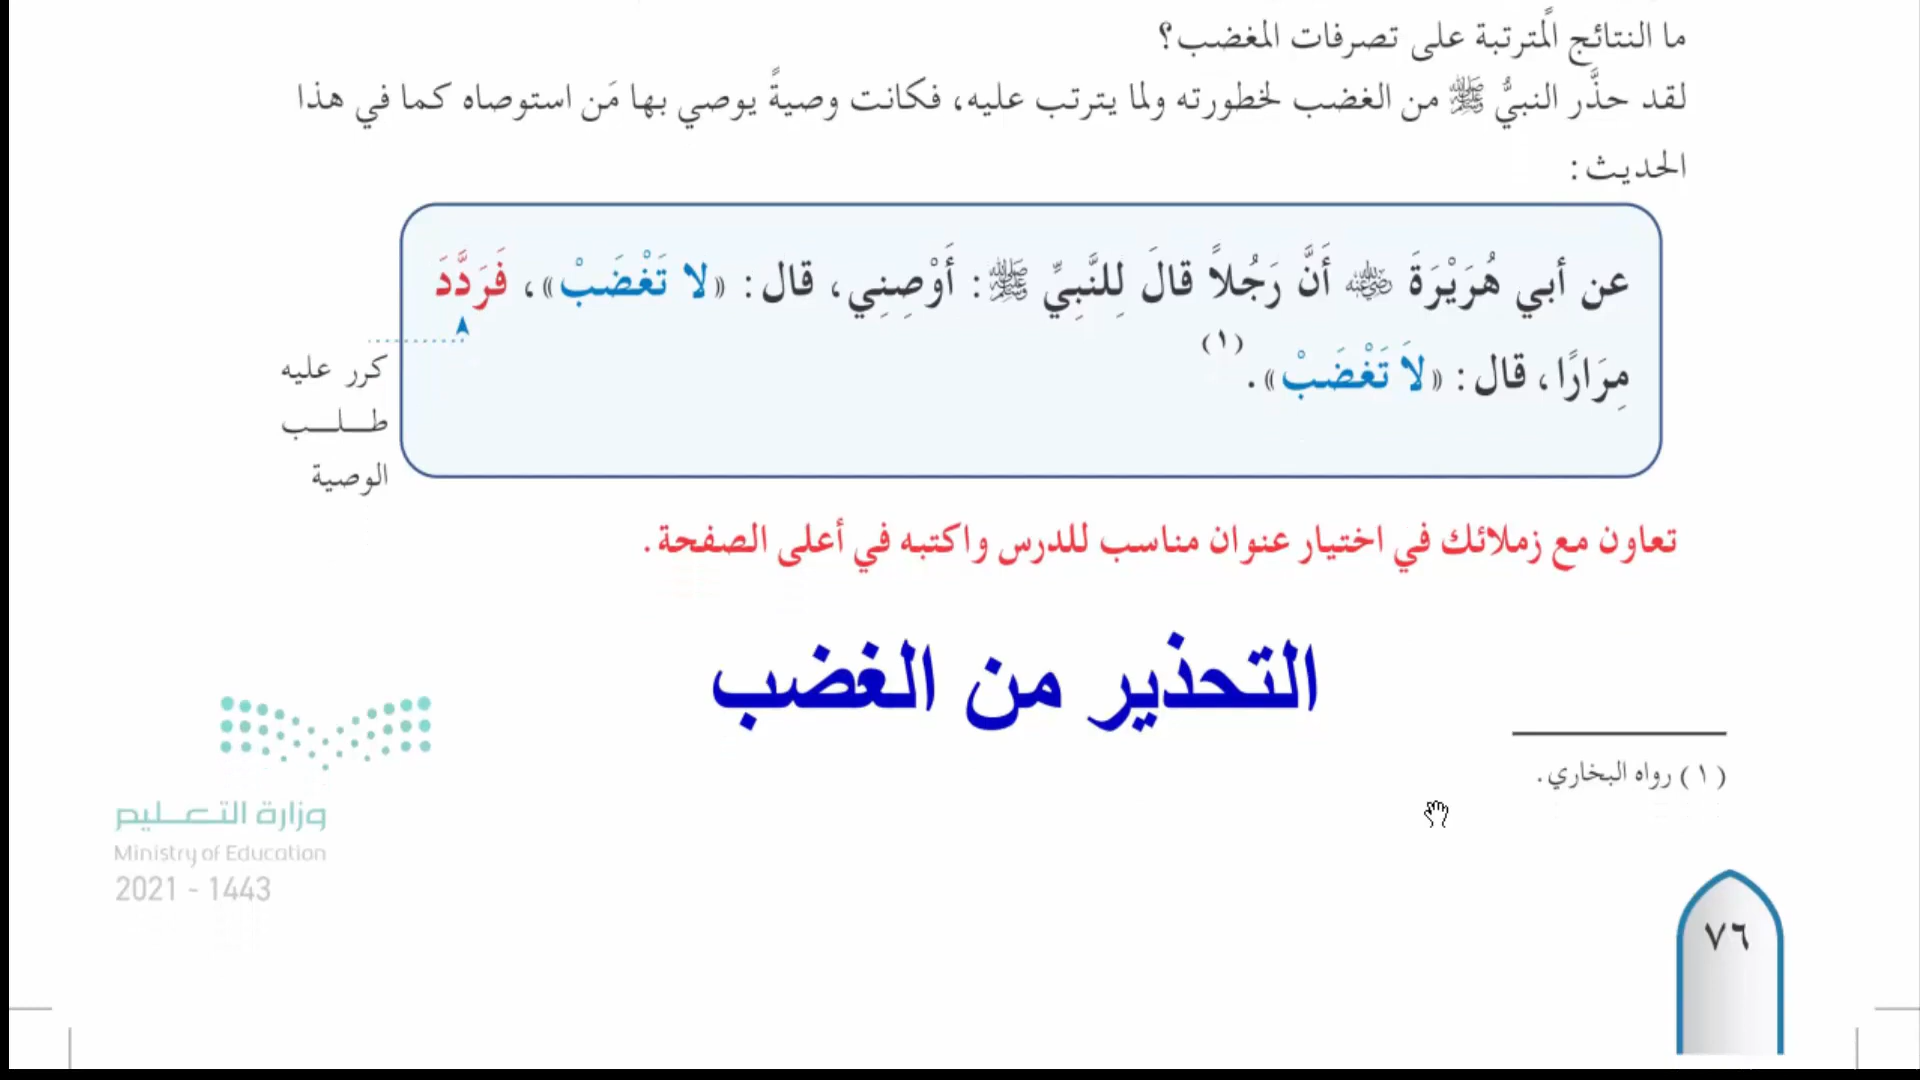 ما النتائج المترتبة على تصرفات المغضب؟
لقد حذَّر النبيُّ ﷺ من الغضب لخطورته ولما يترتب عليه، فكانت وصيةً يوصي بها مَن استوصاه كما في هذا
الحديث:
عن أبي هُرَيْرَةَ رضي الله عنه أَنَّ رَجُلاً قالَ لِلنَّبِيِّ ﷺ: أَوْصِنِي، قال: «لا تَغْضَبْ»، فَرَدَّدَ
مِرَارًا، قال: «لاَ تَغْضَبْ».(١)
كرر عليه
طلب
الوصية
تعاون مع زملائك في اختيار عنوان مناسب للدرس واكتبه في أعلى الصفحة.
التحذير من الغضب
(١) رواه البخاري.
وزارة التعليم
Ministry of Education
2021 - 1443
٧٦